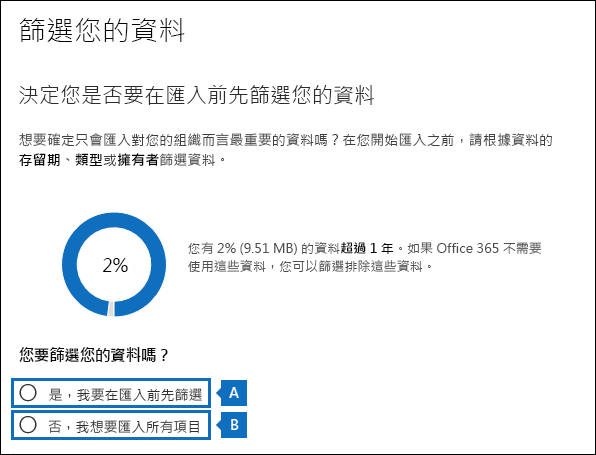 篩選您的資料
決定您是否要在匯入前先篩選您的資料
想要確定只會匯入對您的組織而言最重要的資料嗎？在您開始匯入之前，請根據資料的
存留期、類型或擁有者篩選資料。
2%
您有 2% (9.51 MB) 的資料超過 1 年。如果 Office 365 不需要
使用這些資料，您可以篩選排除這些資料。
您要篩選您的資料嗎？
是，我要在匯入前先篩選 A
否，我想要匯入所有項目 B